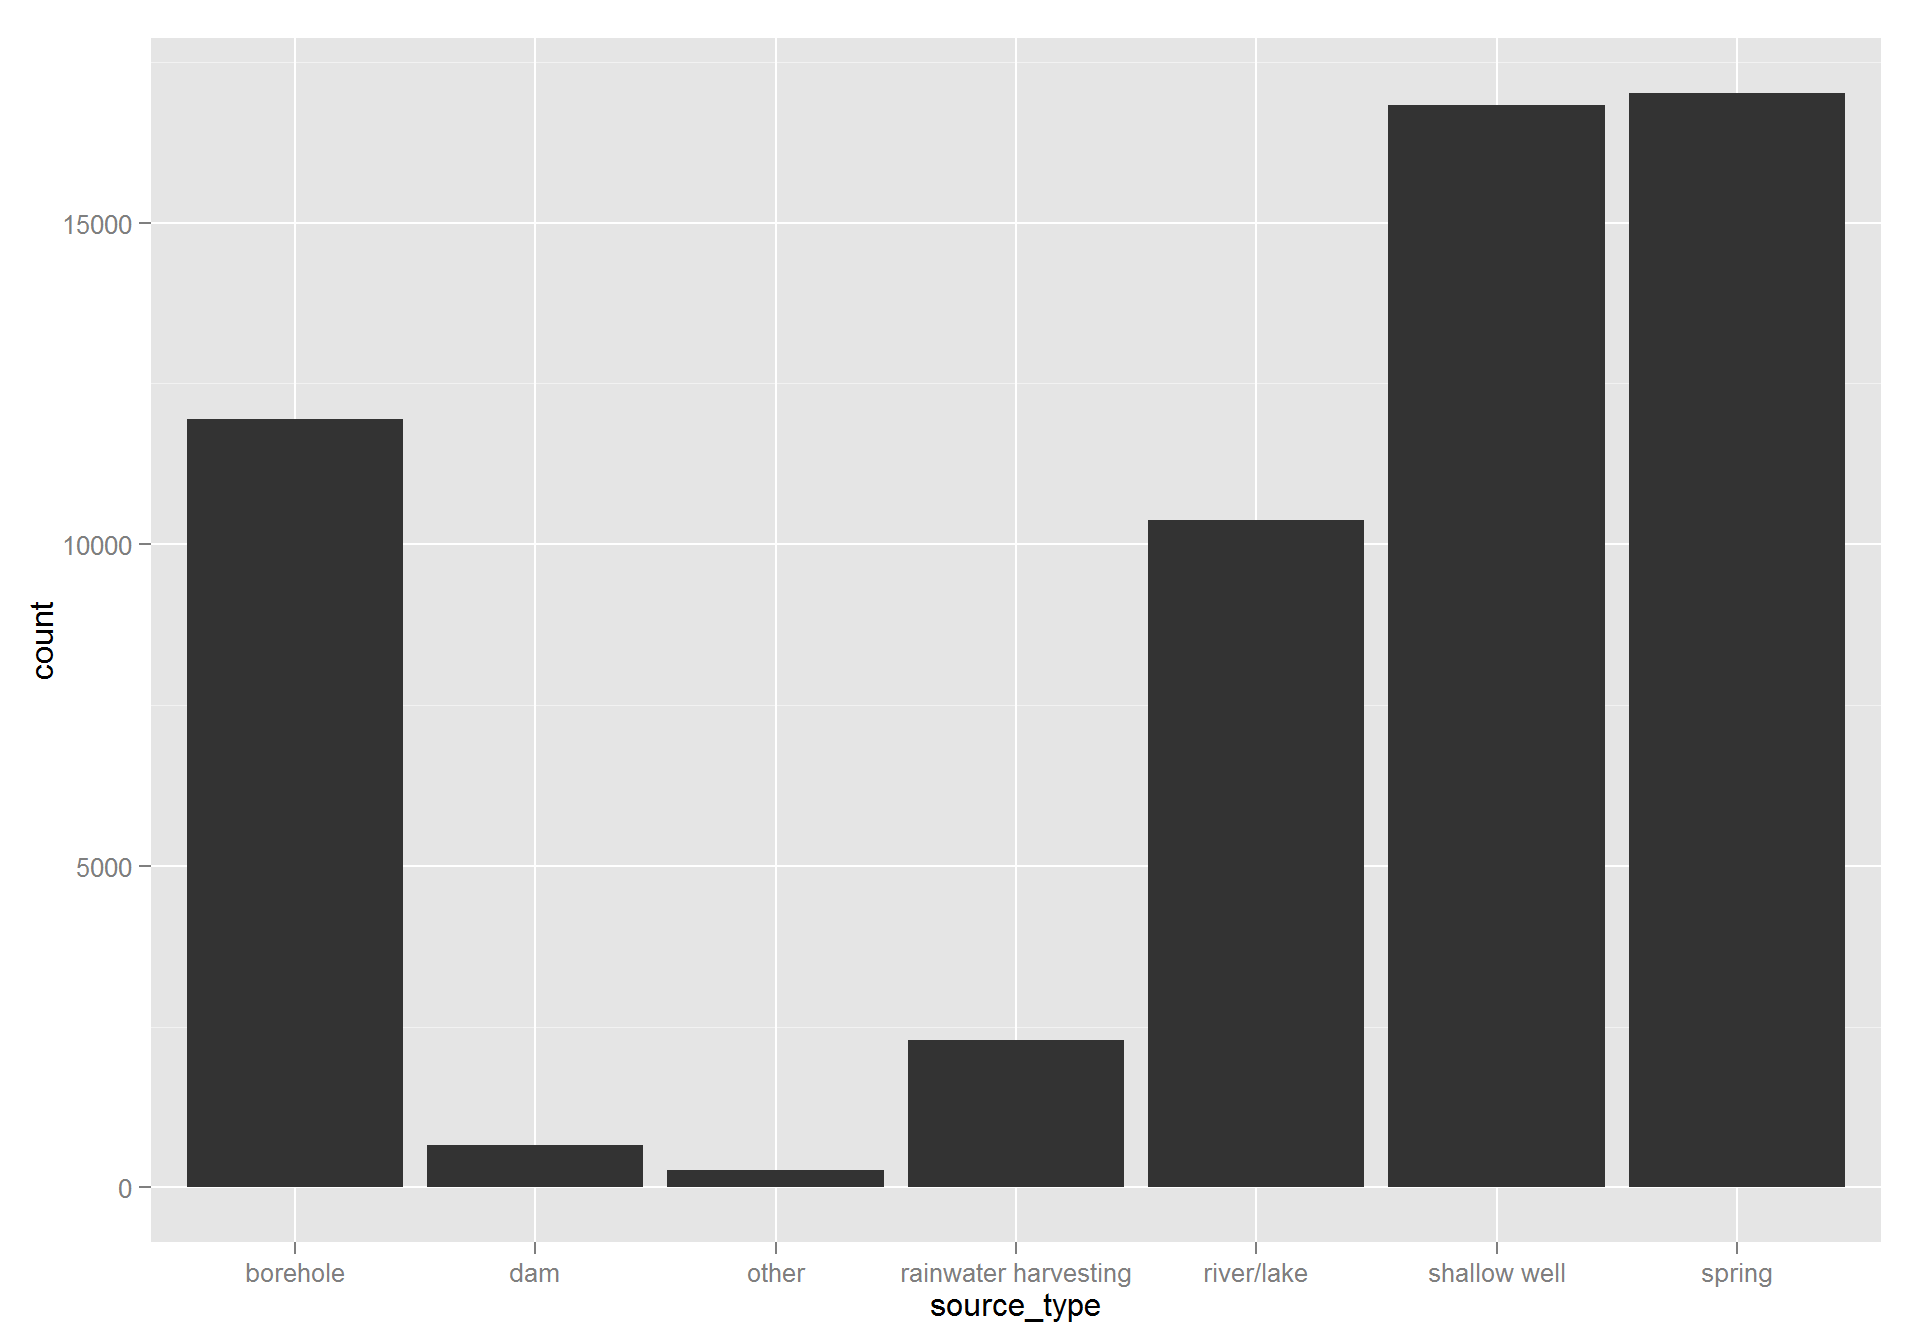 count
15000
10000
5000
0
borehole dam other rainwater harvesting river/lake shallow well spring
source_type